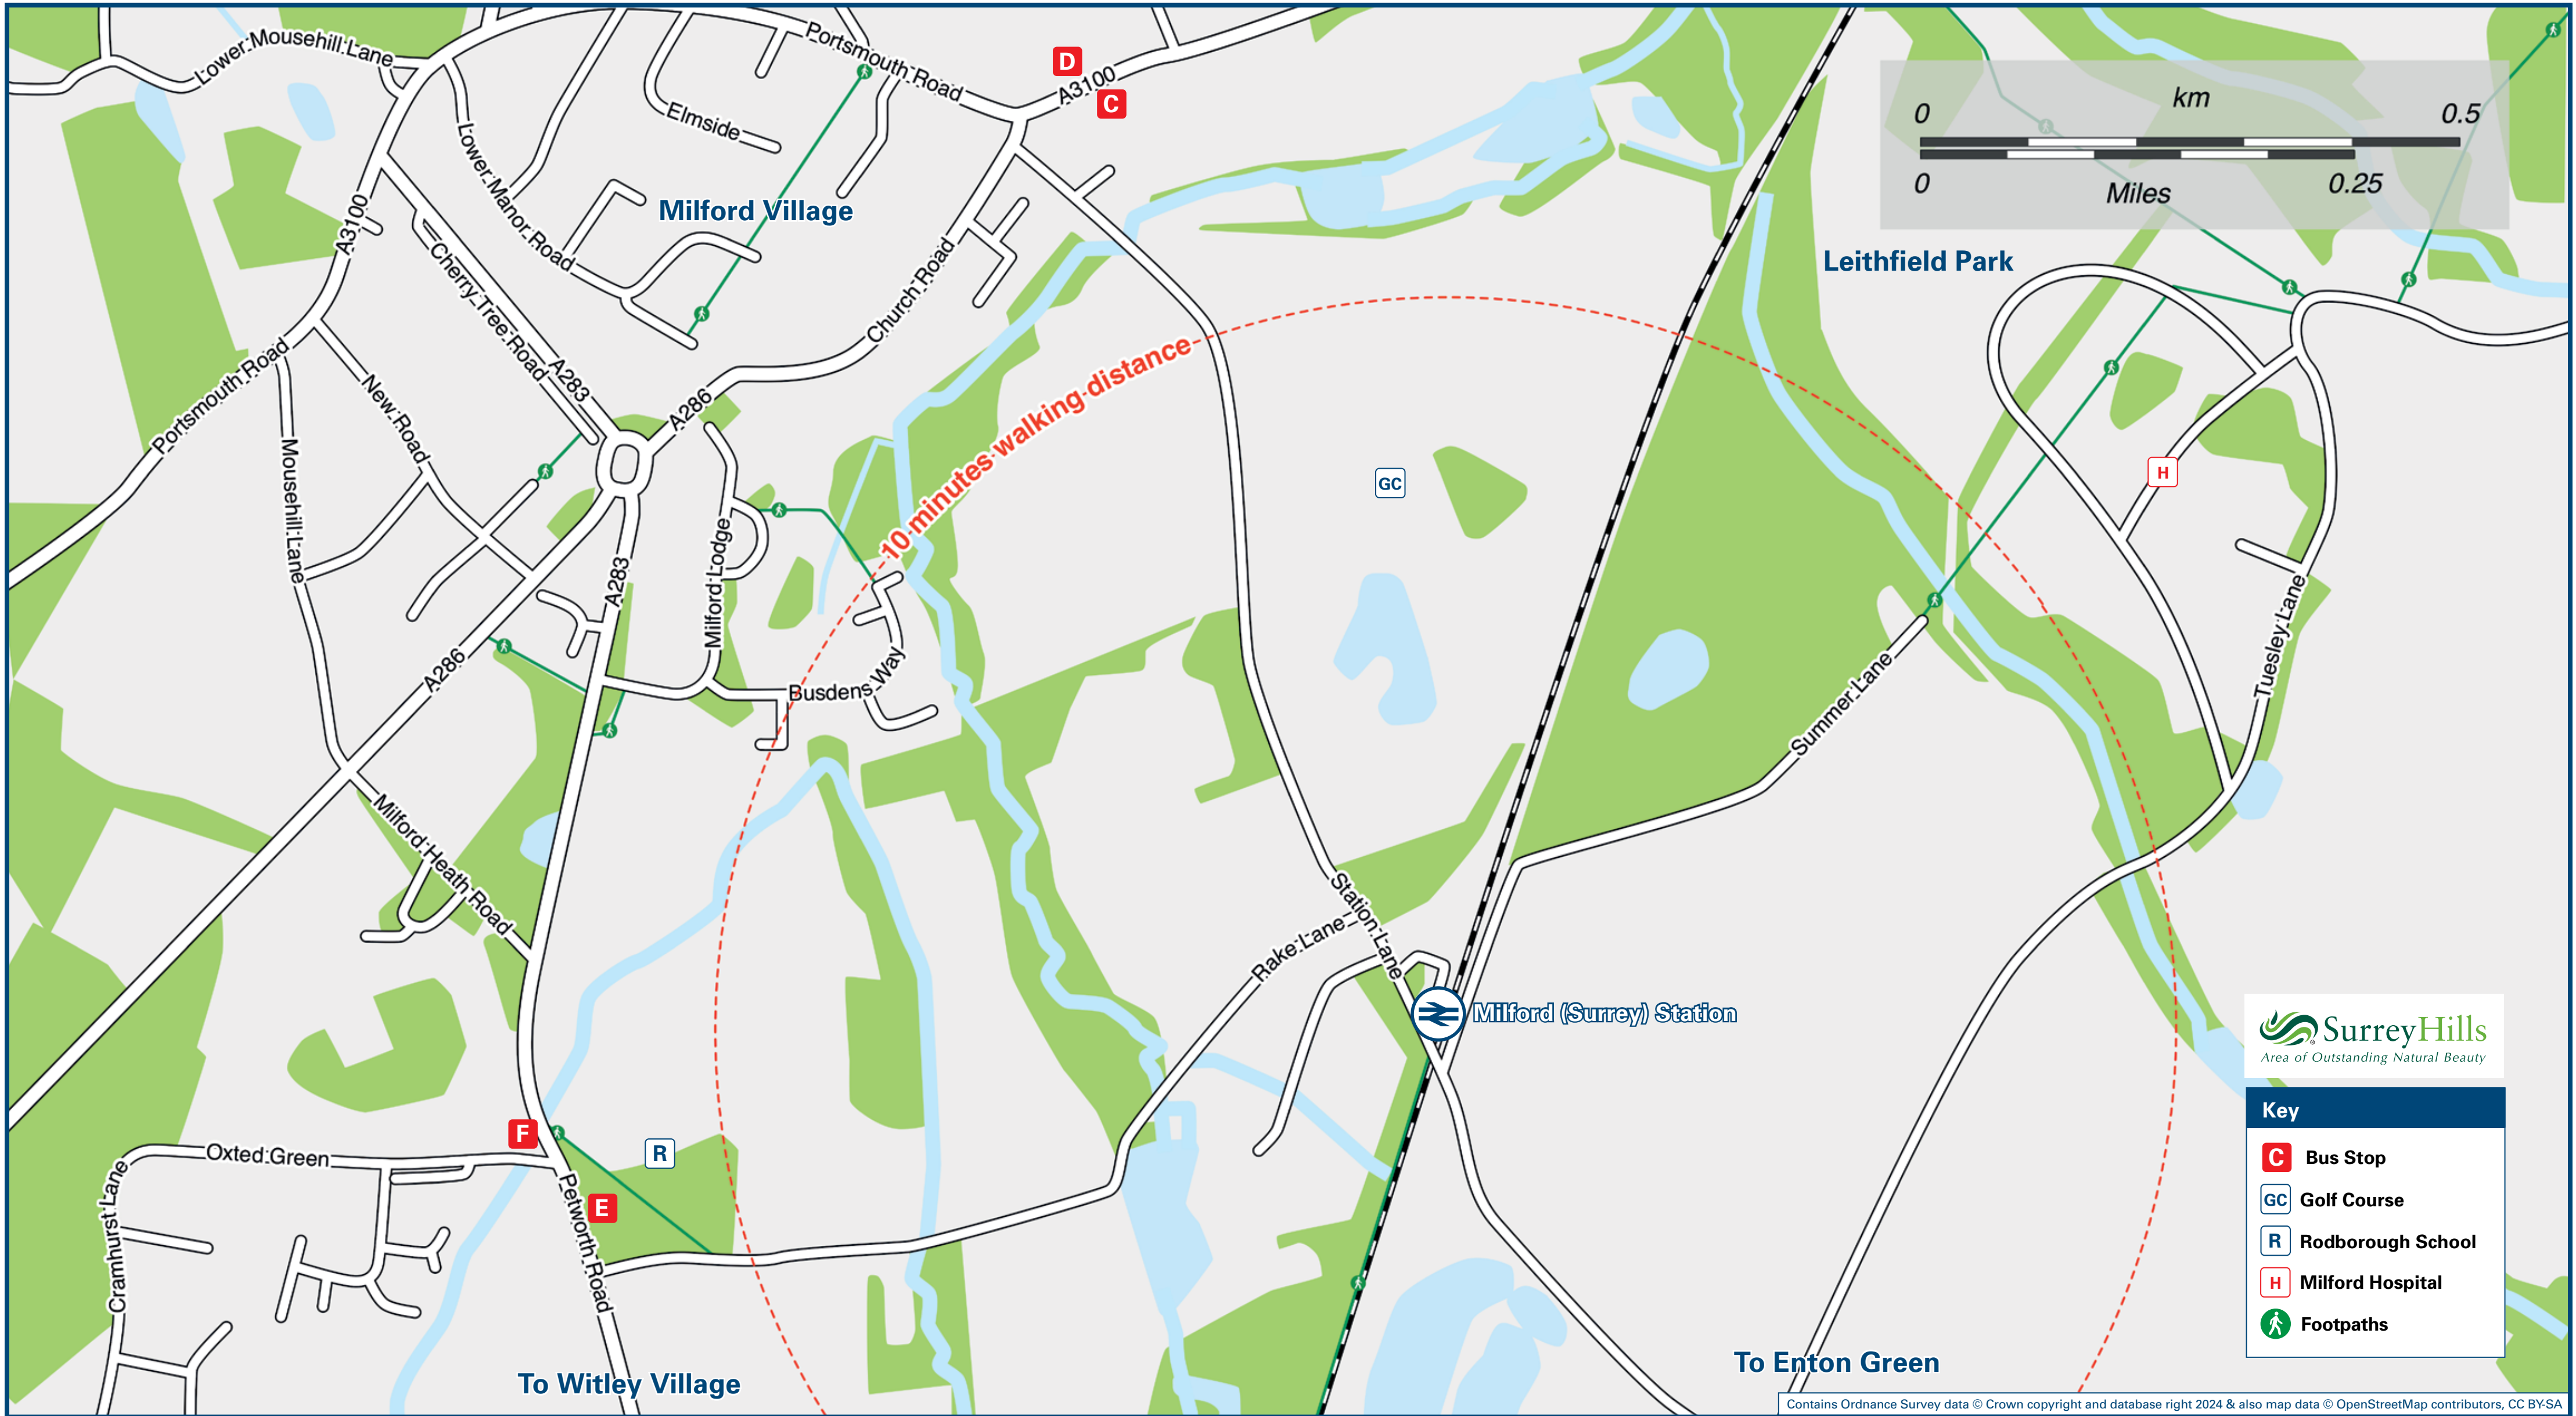 Lower Mousehill Lane
Portsmouth Road
D
A3100
C
Elmside
Lower Manor Road
Milford Village
A3100
Cherry Tree Road
A283
Church Road
Portsmouth Road
New Road
A286
Mousehill Lane
10 minutes walking distance
GC
km
0
0.5
0
Miles
0.25
Leithfield Park
H
Milford Lodge
A283
Busdens Way
A286
Summer Lane
Tuesley Lane
Milford Heath Road
Station Lane
Rake Lane
Milford (Surrey) Station
F
R
E
Oxted Green
Cramhurst Lane
Petworth Road
To Witley Village
To Enton Green
SurreyHills
Area of Outstanding Natural Beauty
Key
C Bus Stop
GC Golf Course
R Rodborough School
H Milford Hospital
Footpaths
Contains Ordnance Survey data © Crown copyright and database right 2024 & also map data © OpenStreetMap contributors, CC BY-SA